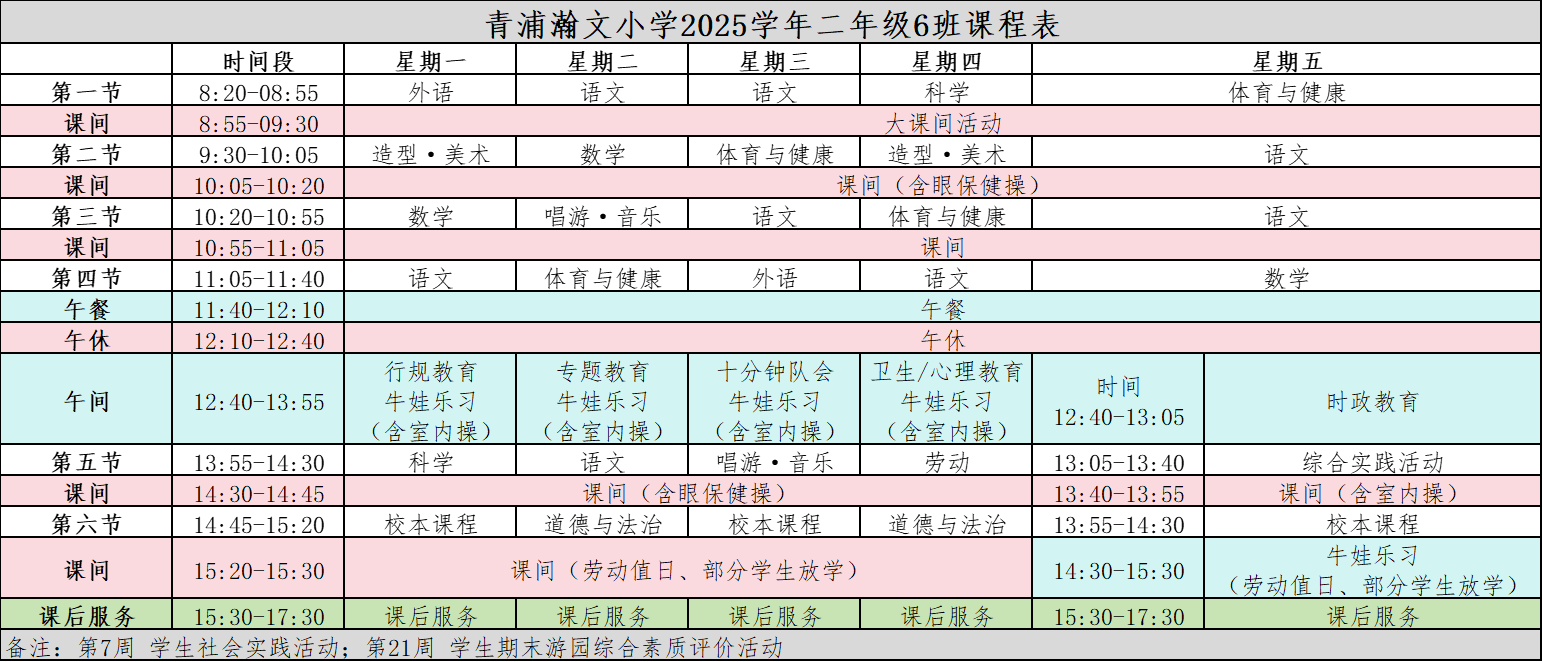 青浦瀚文小学2025学年二年级6班课程表
时间段 星期一 星期二 星期三 星期四 星期五
第一节 8:20-08:55 外语 语文 语文 科学 体育与健康
课间 8:55-09:30 大课间活动
第二节 9:30-10:05 造型·美术 数学 体育与健康 造型·美术 语文
课间 10:05-10:20 课间（含眼保健操）
第三节 10:20-10:55 数学 唱游·音乐 语文 体育与健康 语文
课间 10:55-11:05 课间
第四节 11:05-11:40 语文 体育与健康 外语 语文 数学
午餐 11:40-12:10 午餐
午休 12:10-12:40 午休
午间 12:40-13:55
行规教育
牛娃乐习
（含室内操）
专题教育
牛娃乐习
（含室内操）
十分钟队会
牛娃乐习
（含室内操）
卫生/心理教育
牛娃乐习
（含室内操）
时间
12:40-13:05
时政教育
第五节 13:55-14:30 科学 语文 唱游·音乐 劳动 13:05-13:40 综合实践活动
课间 14:30-14:45 课间（含眼保健操） 13:40-13:55 课间（含室内操）
第六节 14:45-15:20 校本课程 道德与法治 校本课程 道德与法治 13:55-14:30 校本课程
课间 15:20-15:30 课间（劳动值日、部分学生放学） 14:30-15:30
牛娃乐习
（劳动值日、部分学生放学）
课后服务 15:30-17:30 课后服务 课后服务 课后服务 课后服务 15:30-17:30 课后服务
备注：第7周 学生社会实践活动；第21周 学生期末游园综合素质评价活动